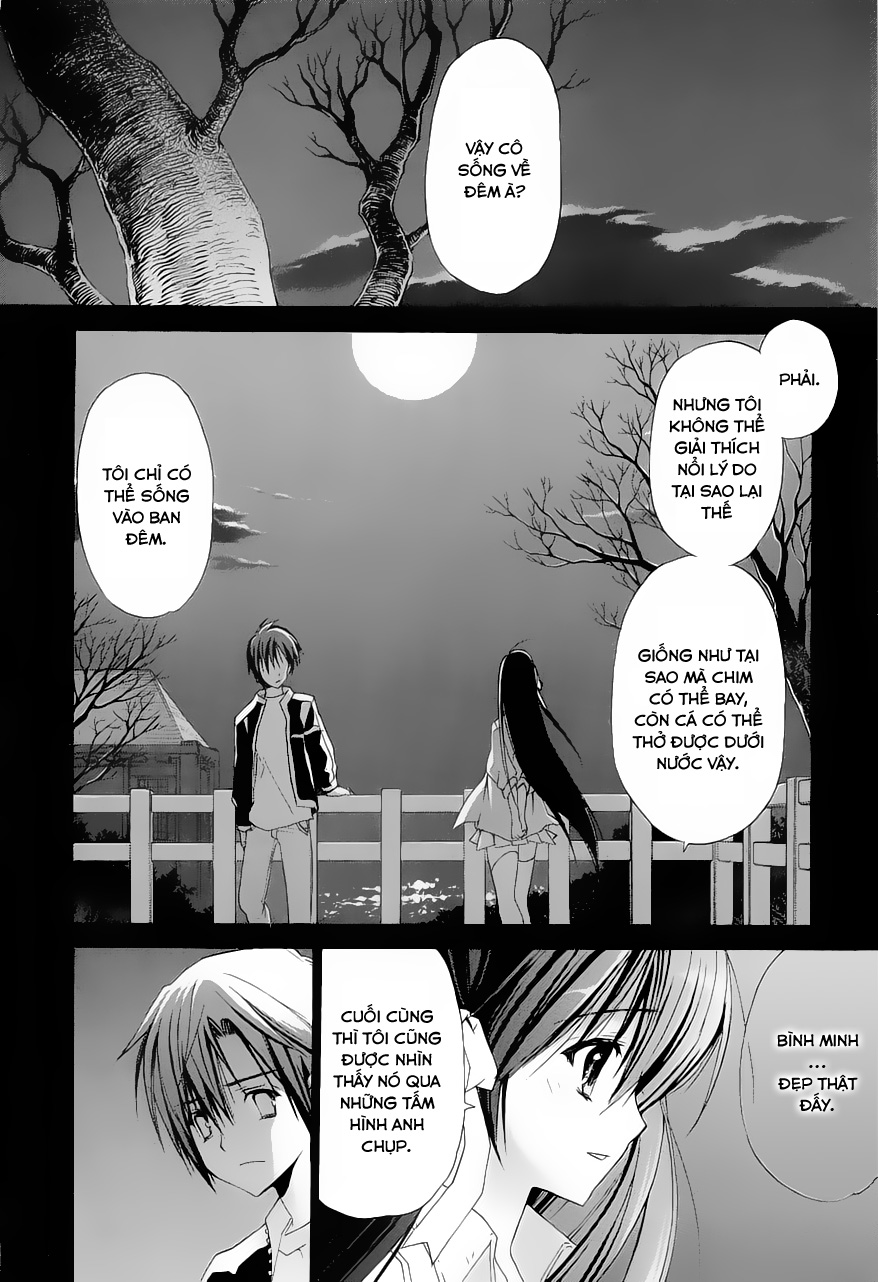 VẬY CÔ
SỐNG VỀ
ĐÊM À?
PHẢI.
NHƯNG TÔI
KHÔNG THỂ
GIẢI THÍCH
NỔI LÝ DO
TẠI SAO LẠI
THẾ
GIỐNG NHƯ TẠI
SAO MÀ CHIM
CÓ THỂ BAY,
CÒN CÁ CÓ THỂ
THỞ ĐƯỢC DƯỚI
NƯỚC VẬY.
TÔI CHỈ CÓ
THỂ SỐNG
VÀO BAN
ĐÊM.
BÌNH MINH
...
ĐẸP THẬT
ĐẤY.
CUỐI CÙNG
THÌ TÔI CŨNG
ĐƯỢC NHÌN
THẤY NÓ QUA
NHỮNG TẤM
HÌNH ANH
CHỤP.